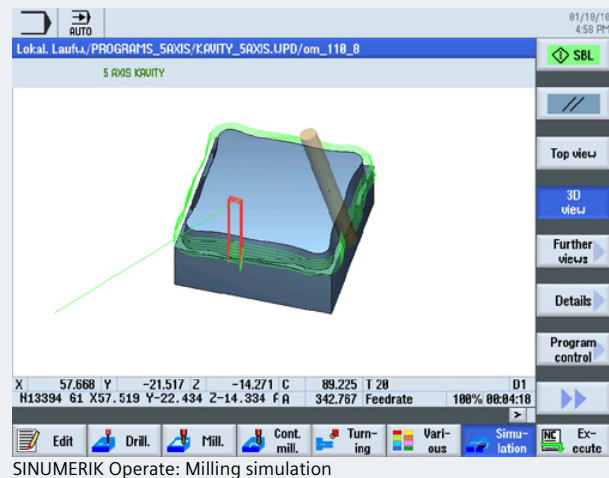 01/19/10
4:58 PM
AUTO
Lokal. Laufw./PROGRAMS_5AXIS/KAVITY_5AXIS.UPD/om_110_8
SBL
5 AXIS KAVITY
//
Top view
3D
view
Further
views
Details
Program
control
X 57.668 Y -21.517 Z -14.271 C 89.225 T 20 D1
N13394 G1 X57.519 Y-22.434 Z-14.334 F A 342.767 Feedrate 100% 00:04:18
>
Edit
Drill.
Mill.
Cont.
mill.
Turn-
ing
Vari-
ous
Simu-
lation
NC
Ex-
ecute
SINUMERIK Operate: Milling simulation